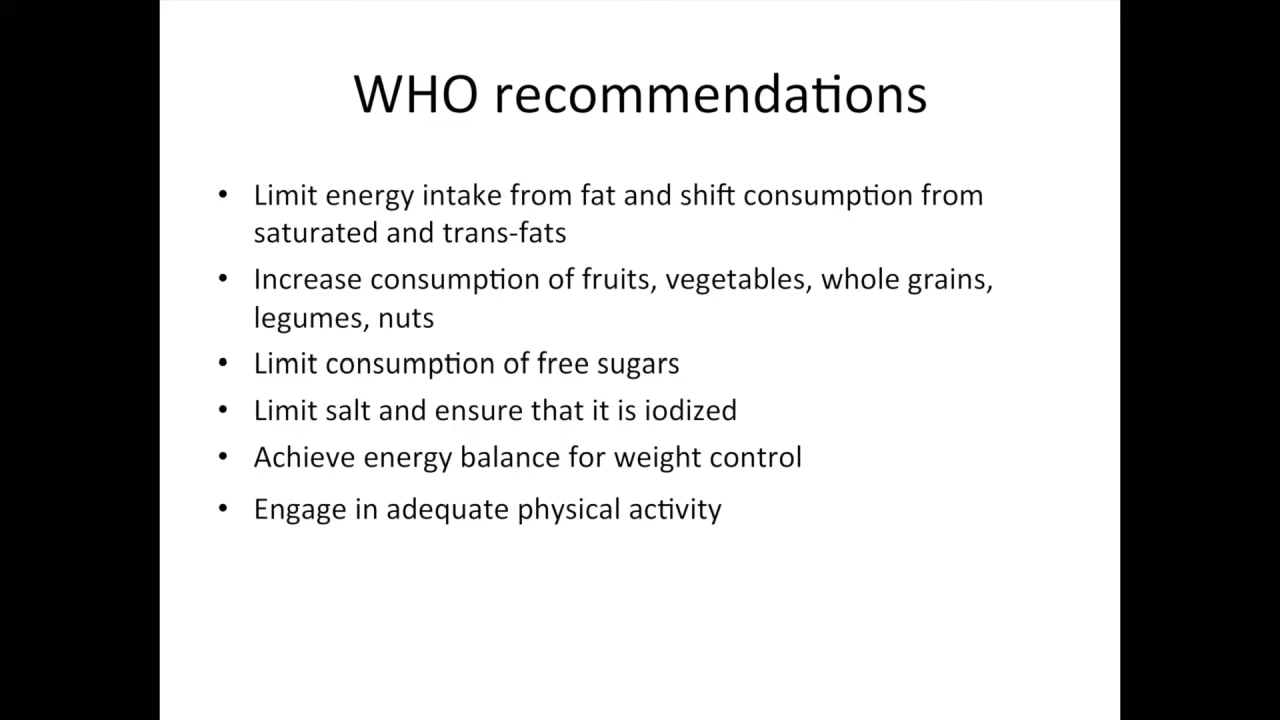 WHO recommendations
• Limit energy intake from fat and shift consumption from
saturated and trans-fats
• Increase consumption of fruits, vegetables, whole grains,
legumes, nuts
• Limit consumption of free sugars
• Limit salt and ensure that it is iodized
• Achieve energy balance for weight control
• Engage in adequate physical activity